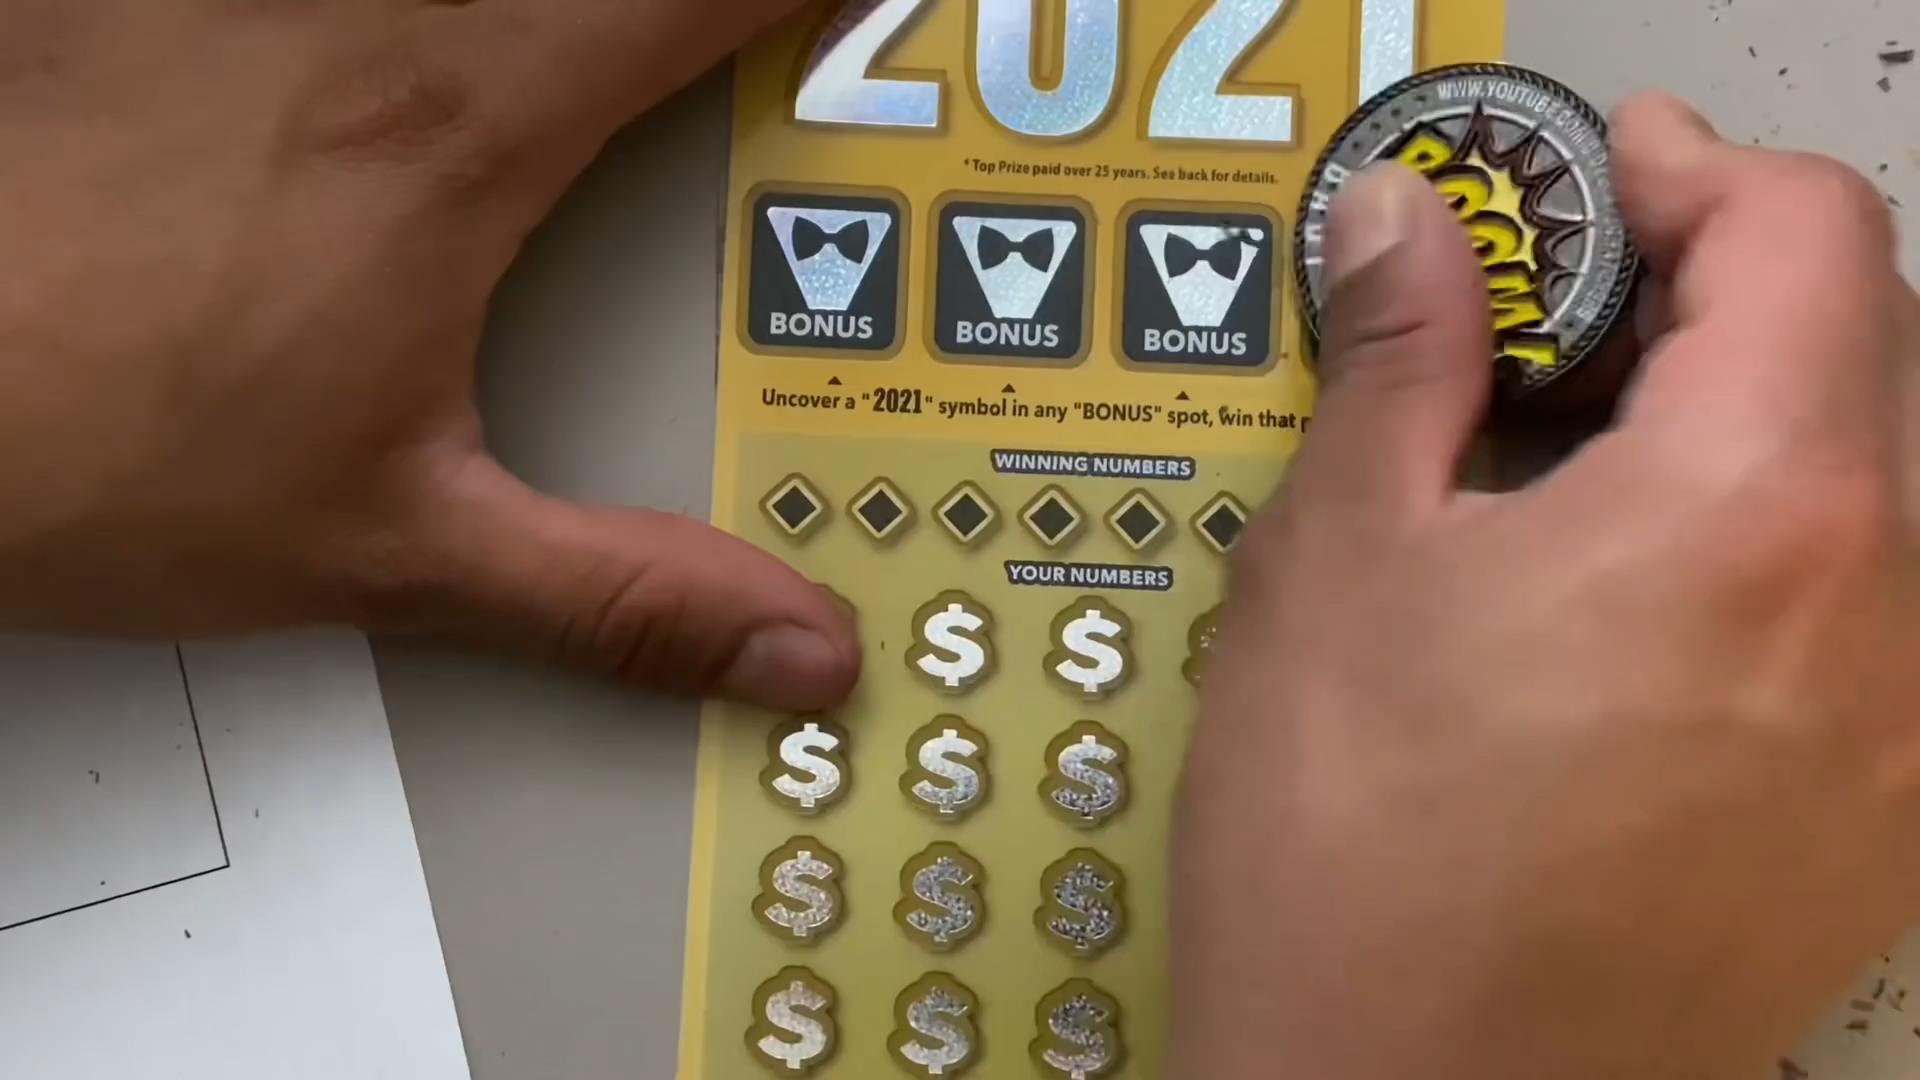 2021
* Top Prize paid over 25 years. See back for details.
WWW.YOUTUBE.COM
BOOM!
BONUS BONUS BONUS
Uncover a "2021" symbol in any "BONUS" spot, win that
WINNING NUMBERS
YOUR NUMBERS
$ $
$ $ $
$ $ $
$ $ $